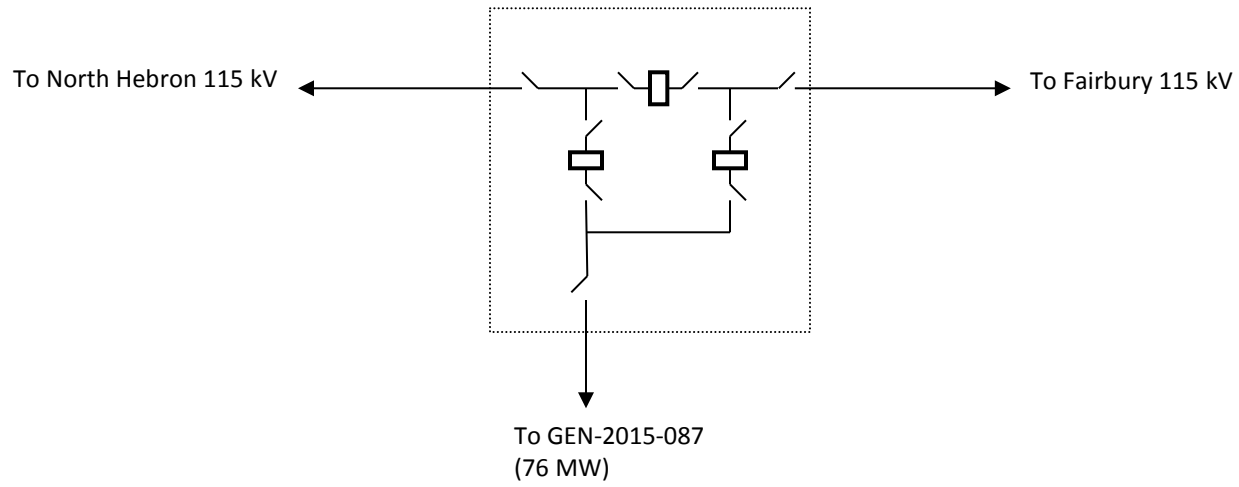 To North Hebron 115 kV
To Fairbury 115 kV
To GEN-2015-087
(76 MW)